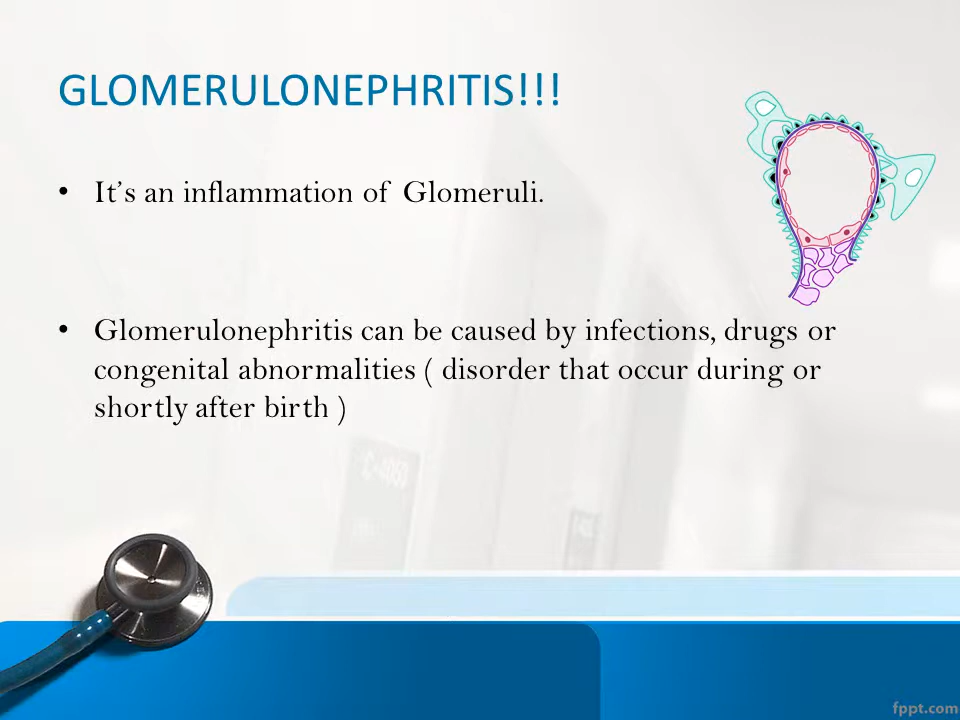 GLOMERULONEPHRITIS!!!
• It’s an inflammation of Glomeruli.
• Glomerulonephritis can be caused by infections, drugs or
congenital abnormalities ( disorder that occur during or
shortly after birth )
fppt.com